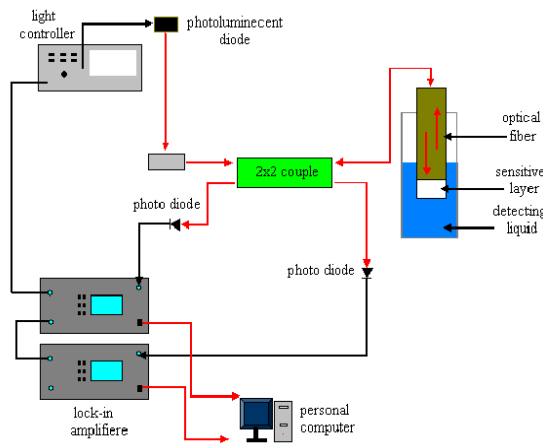 light
controller
photoluminecent
diode
optical
fiber
2x2 couple
sensitive
layer
photo diode
detecting
liquid
photo diode
lock-in
amplifiere
personal
computer